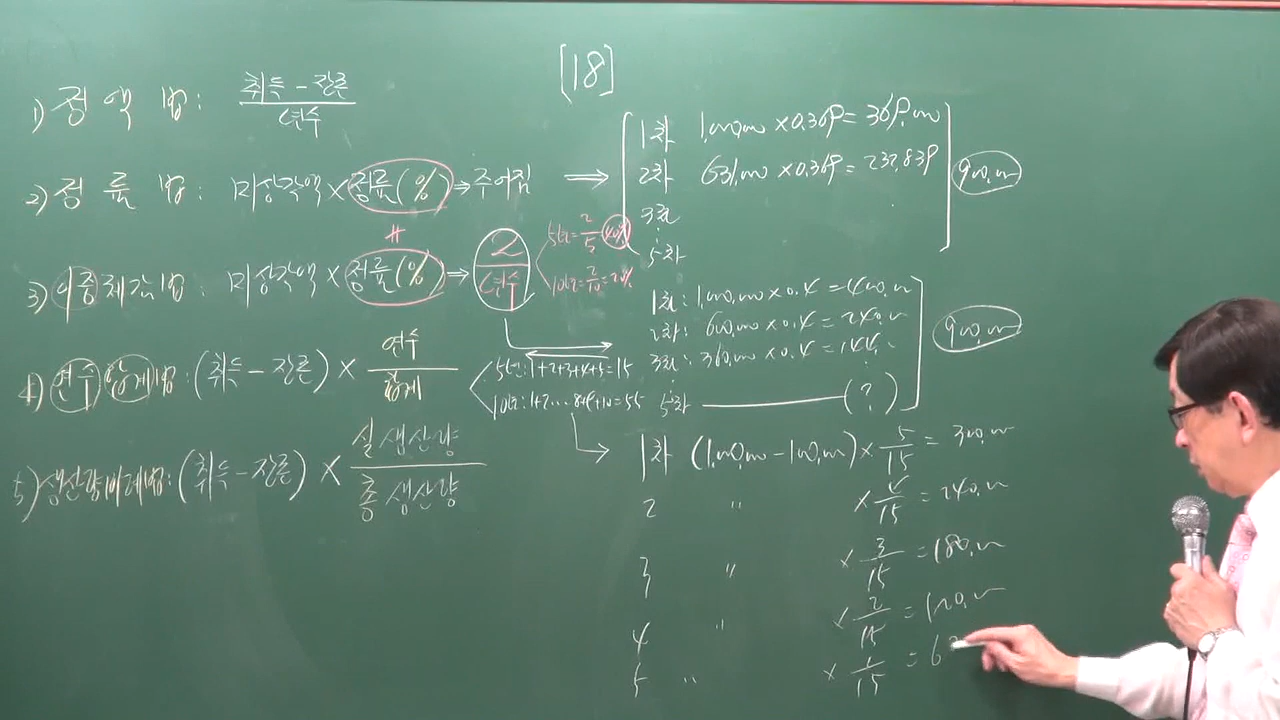 [18]
1) 정액법 : 취득 - 잔존 / 연수
2) 정률법 : 미상각액 × 정률(%) ⇒ 주어짐 ⇒
3) 이중체감법 : 미상각액 × 정률(%) ⇒ 2 / 연수
5년 = 2/5 40%
10년 = 2/10 = 20%
4) 연수합계법 : (취득 - 잔존) × 연수 / 합계
5년 : 1+2+3+4+5=15
10년 : 1+2...8+9+10=55
5) 생산량비례법 : (취득 - 잔존) × 실생산량 / 총생산량
1차 1,000,000 × 0.369 = 369,000
2차 631,000 × 0.369 = 232,839
3차
5차
900,000
1차 : 1,000,000 × 0.4 = 400,000
2차 : 600,000 × 0.4 = 240,000
3차 : 360,000 × 0.4 = 144,
5차 (?)
900,000
1차 (1,000,000 - 100,000) × 5/15 = 300,000
2 〃 × 4/15 = 240,000
3 〃 × 3/15 = 180,000
4 〃 × 2/15 = 120,000
5 〃 × 1/15 = 6